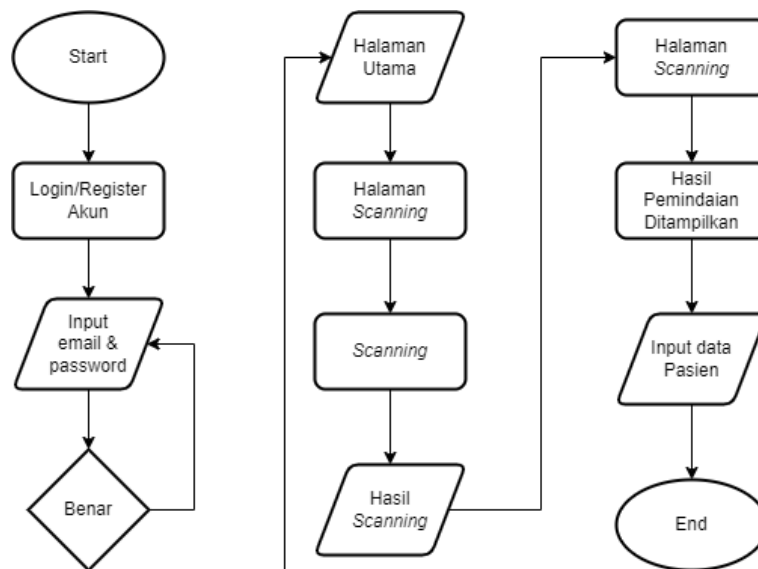 Start
Login/Register
Akun
Input
email &
password
Benar
Halaman
Utama
Halaman
Scanning
Scanning
Hasil
Scanning
Halaman
Scanning
Hasil
Pemindaian
Ditampilkan
Input data
Pasien
End